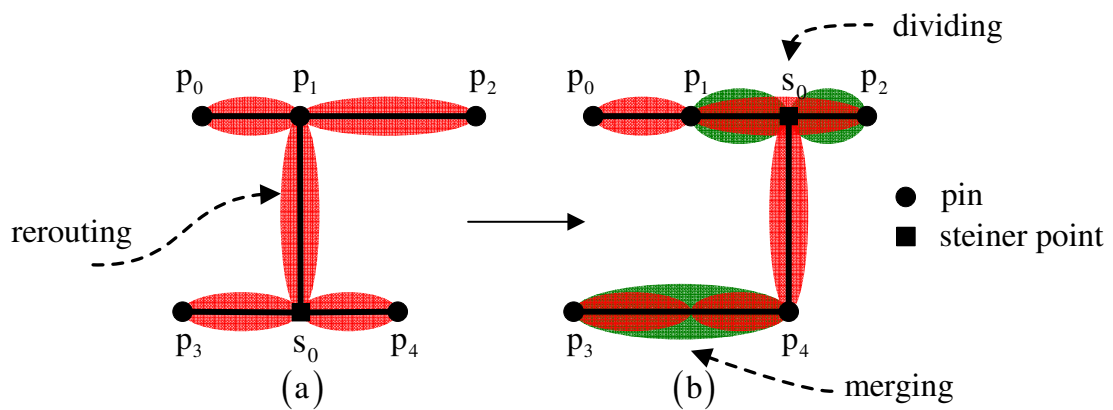 dividing
p₀ p₁ p₂
p₀ p₁ s₀ p₂
rerouting
pin
steiner point
p₃ s₀ p₄
p₃ p₄
(a)
(b)
merging